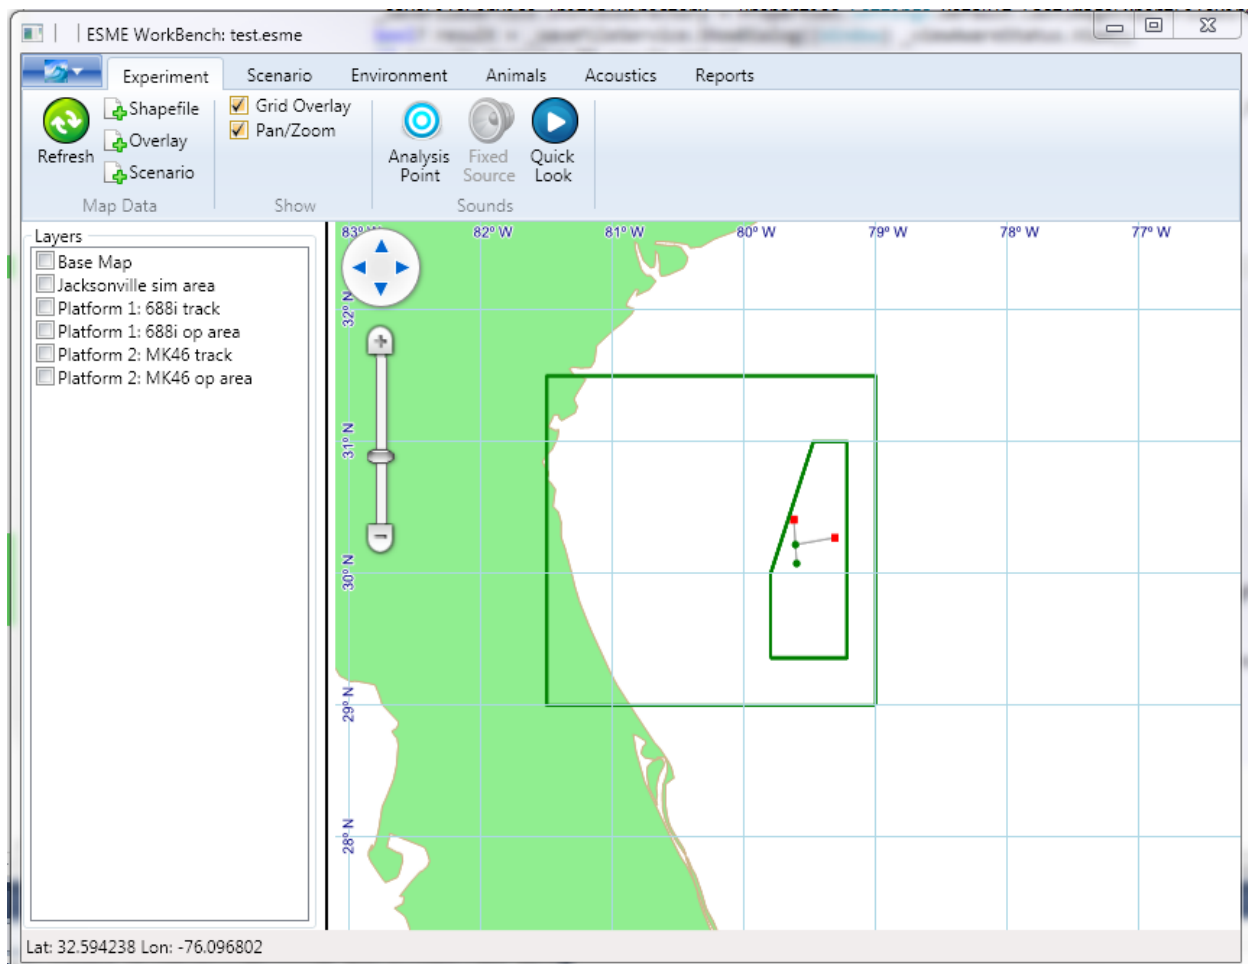 ESME WorkBench: test.esme
Experiment Scenario Environment Animals Acoustics Reports
Refresh
Shapefile
Overlay
Scenario
Map Data
Grid Overlay
Pan/Zoom
Show
Analysis Point
Fixed Source
Quick Look
Sounds
Layers
Base Map
Jacksonville sim area
Platform 1: 688i track
Platform 1: 688i op area
Platform 2: MK46 track
Platform 2: MK46 op area
83° W 82° W 81° W 80° W 79° W 78° W 77° W
32° N
31° N
30° N
29° N
28° N
Lat: 32.594238 Lon: -76.096802